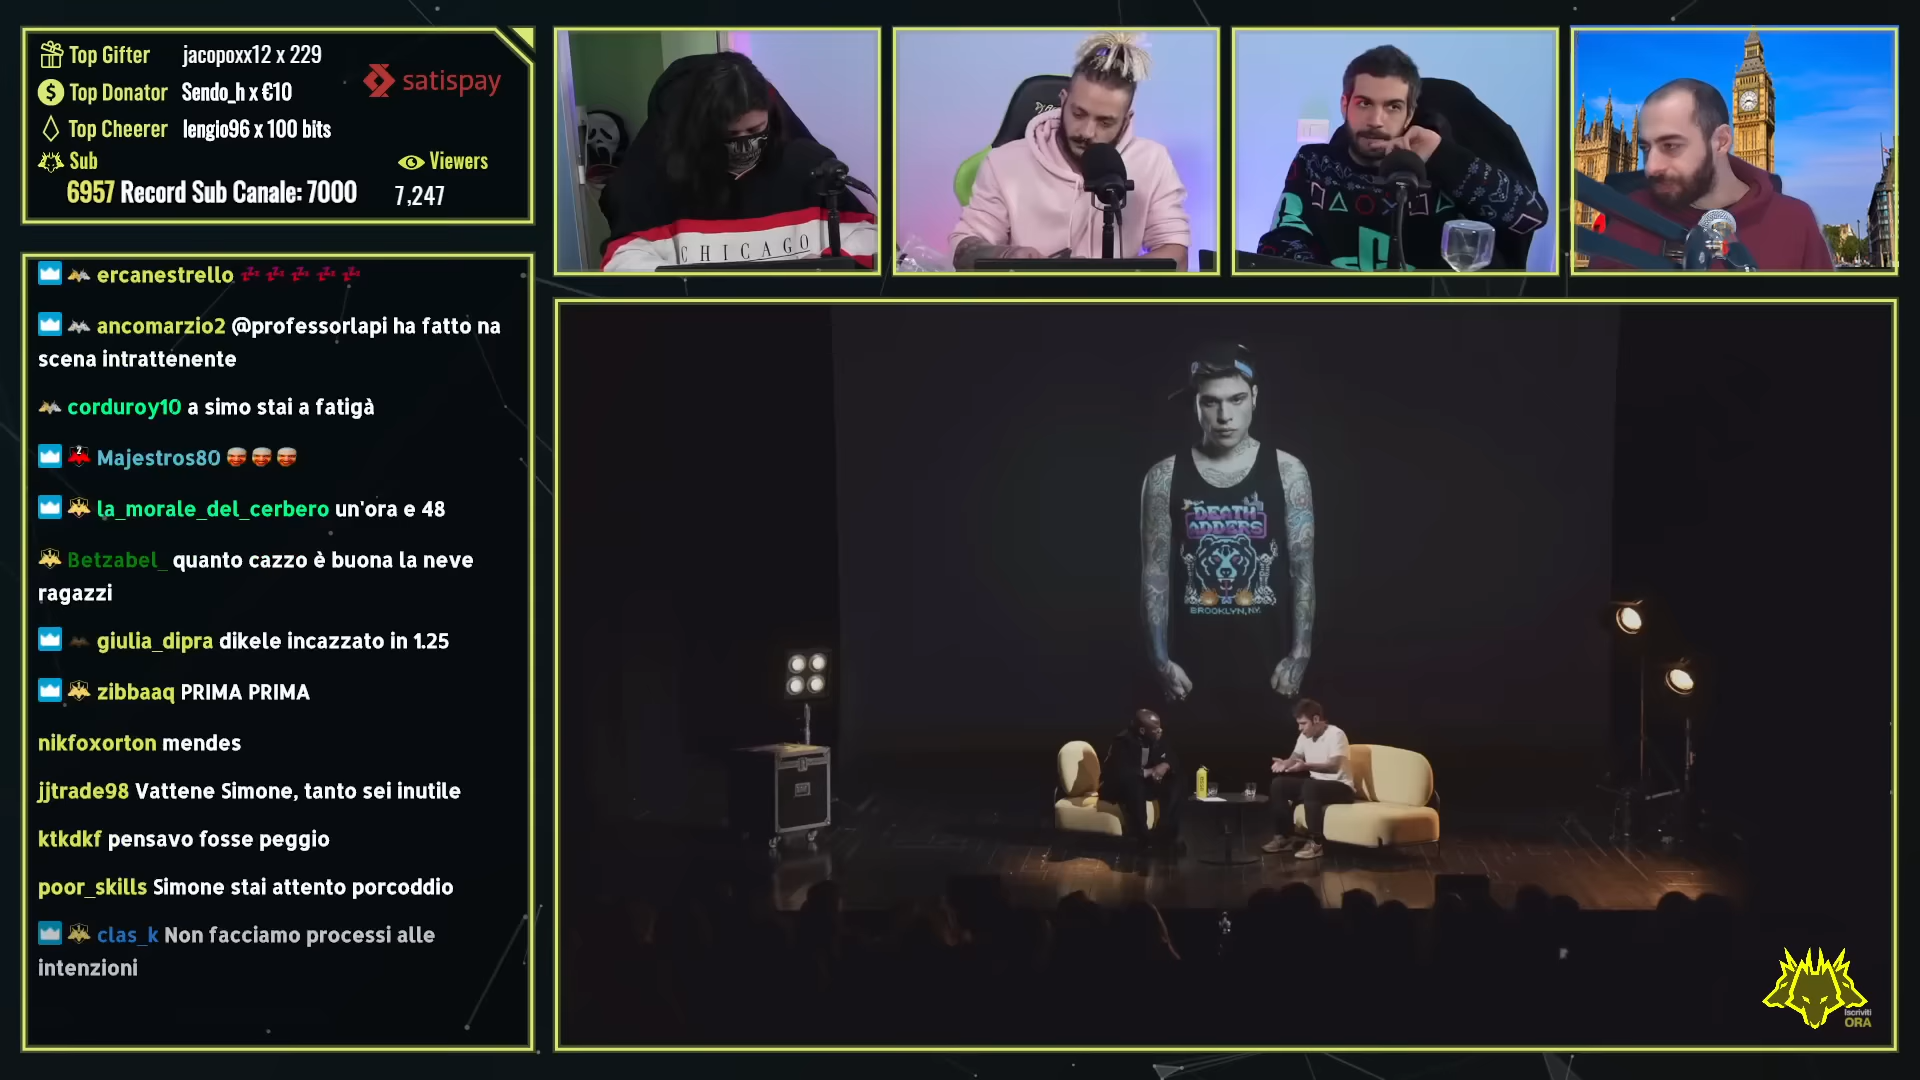 Top Gifter jacopoxx12 x 229
Top Donator Sendo_h x €10
Top Cheerer lengio96 x 100 bits
satispay
Sub
Viewers
6957 Record Sub Canale: 7000
7,247
ercanestrello
ancomarzio2 @professorlapi ha fatto na
scena intrattenente
corduroy10 a simo stai a fatigà
Majestros80
la_morale_del_cerbero un'ora e 48
Betzabel_ quanto cazzo è buona la neve
ragazzi
giulia_dipra dikele incazzato in 1.25
zibbaaq PRIMA PRIMA
nikfoxorton mendes
jjtrade98 Vattene Simone, tanto sei inutile
ktkdkf pensavo fosse peggio
poor_skills Simone stai attento porcoddio
clas_k Non facciamo processi alle
intenzioni
CHICAGO
DEATH
ADDERS
BROOKLYN, NY.
Iscriviti
ORA